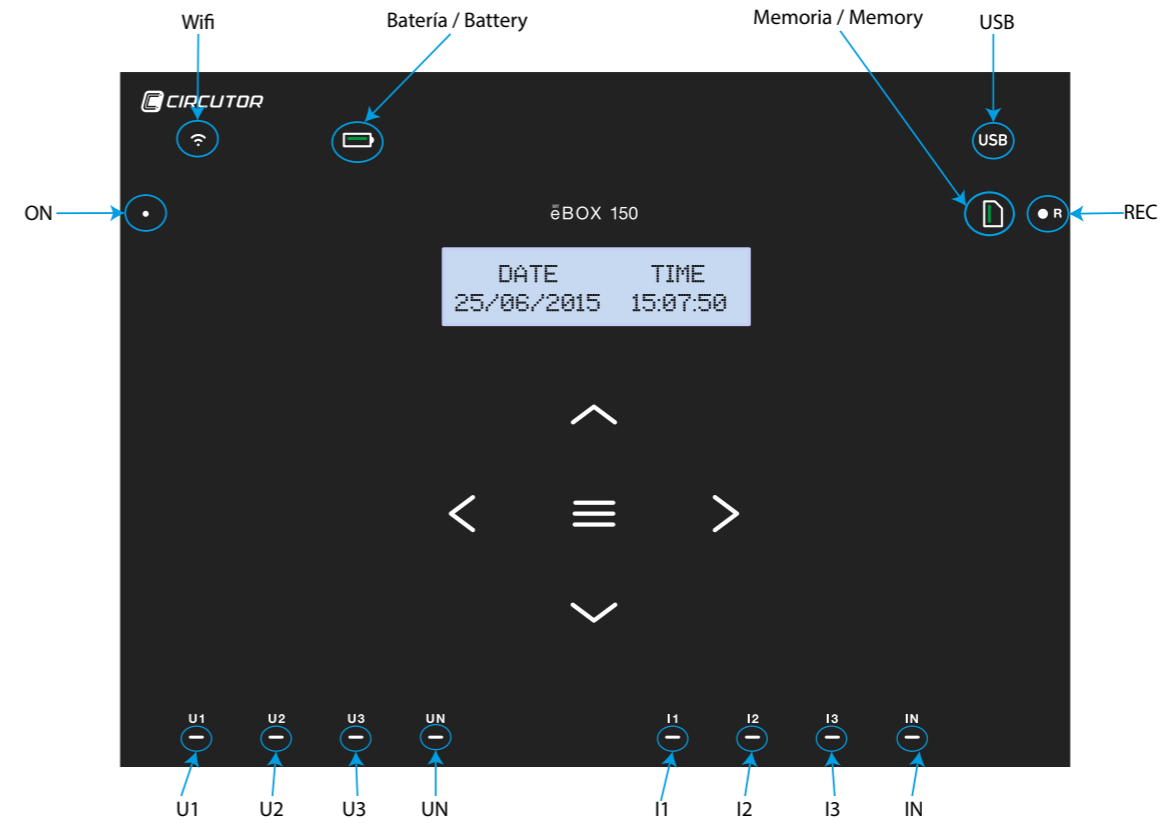 Wifi
Batería / Battery
Memoria / Memory
USB
CIRCUTOR
USB
ON
MYeBOX 150
R
REC
DATE TIME
25/06/2015 15:07:50
U1 U2 U3 UN I1 I2 I3 IN
U1 U2 U3 UN I1 I2 I3 IN